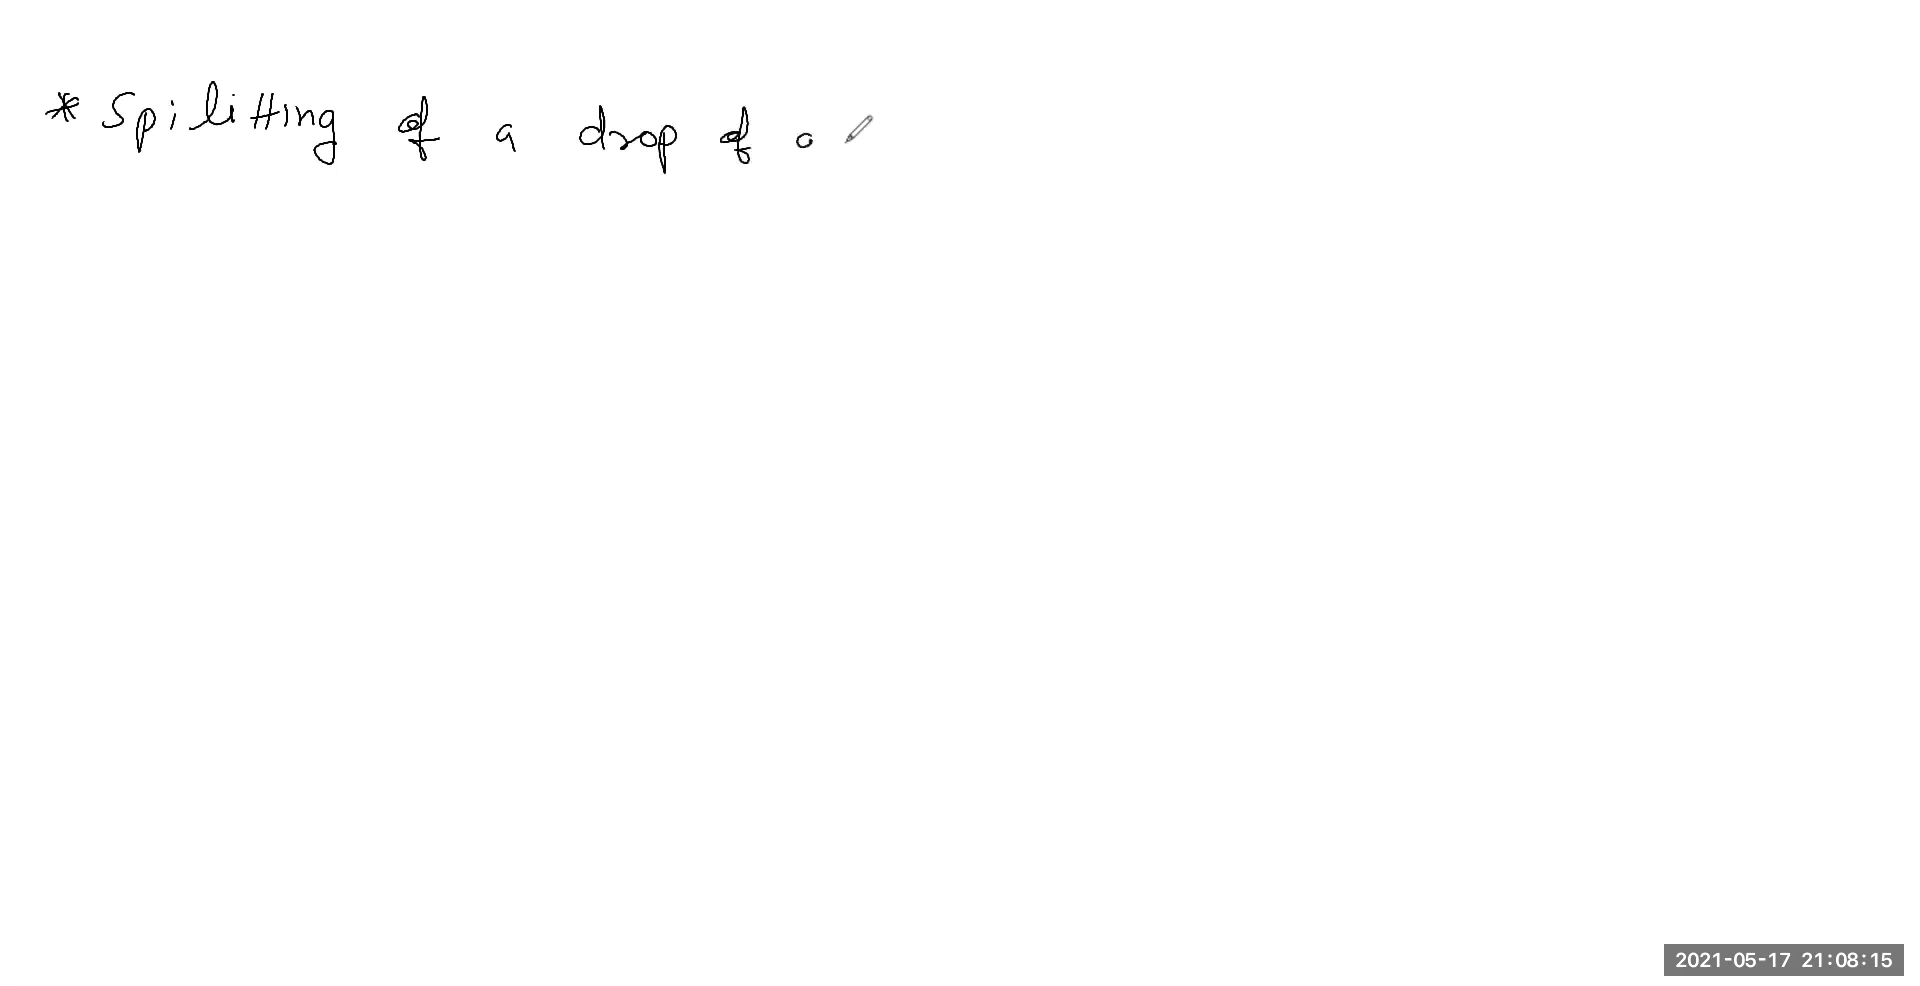 * Spilitting of a drop of a
2021-05-17 21:08:15